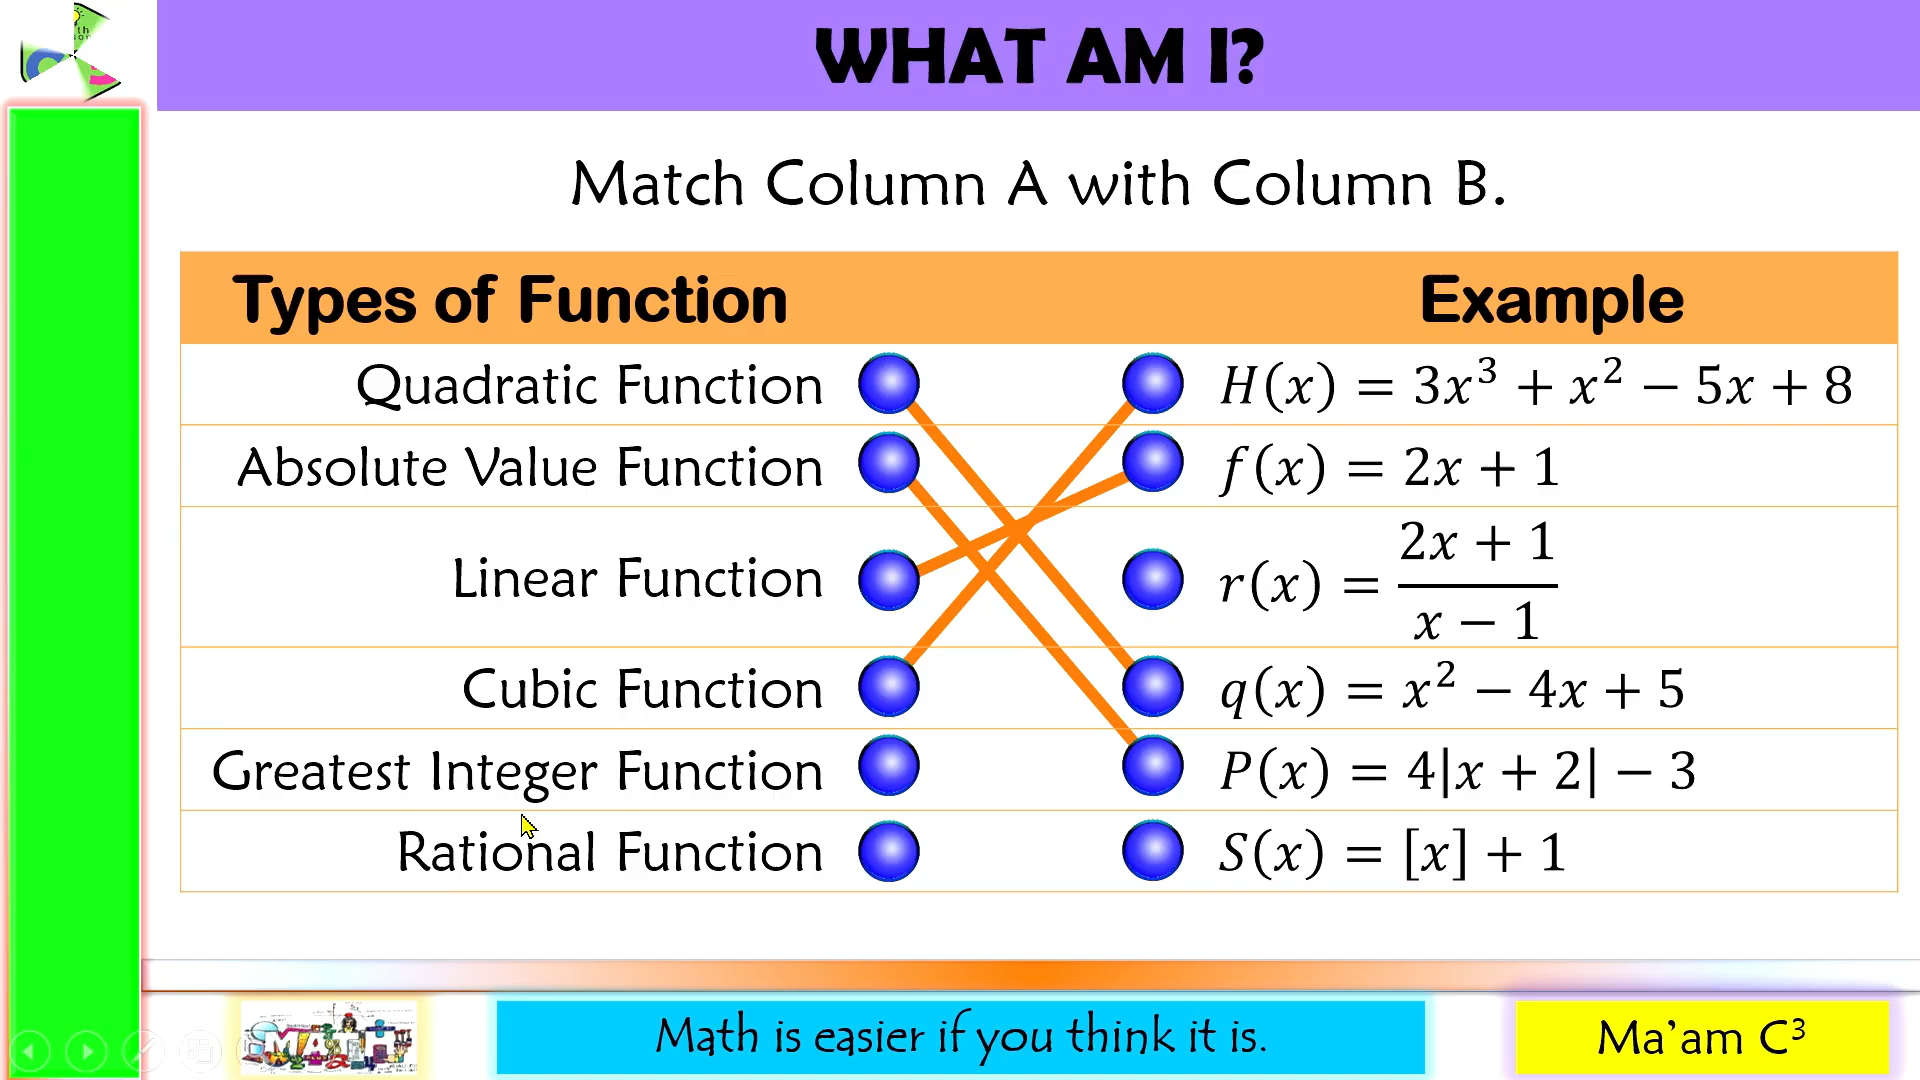 WHAT AM I?
Match Column A with Column B.
Types of Function Example
Quadratic Function H(x) = 3x³ + x² − 5x + 8
Absolute Value Function f(x) = 2x + 1
Linear Function r(x) = (2x + 1)/(x − 1)
Cubic Function q(x) = x² − 4x + 5
Greatest Integer Function P(x) = 4|x + 2| − 3
Rational Function S(x) = [x] + 1
MATH
Math is easier if you think it is.
Ma'am C³